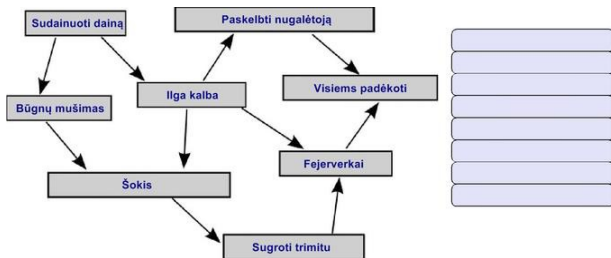 Sudainuoti dainą
Paskelbti nugalėtoją
Būgnų mušimas
Ilga kalba
Visiems padėkoti
Fejerverkai
Šokis
Sugroti trimitu